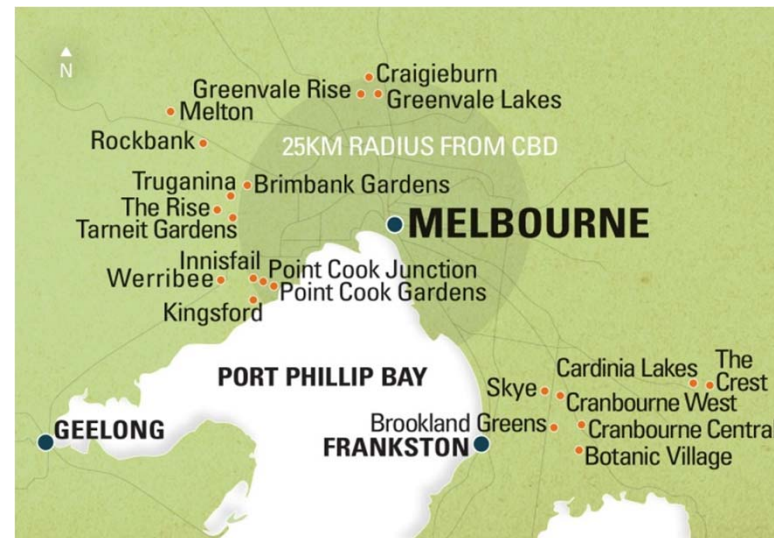 N
Craigieburn
Greenvale Rise
Greenvale Lakes
Melton
Rockbank
25KM RADIUS FROM CBD
Truganina
Brimbank Gardens
The Rise
Tarneit Gardens
MELBOURNE
Innisfail
Point Cook Junction
Werribee
Point Cook Gardens
Kingsford
PORT PHILLIP BAY
Cardinia Lakes
The
Crest
Skye
Cranbourne West
Brookland Greens
Cranbourne Central
GEELONG
FRANKSTON
Botanic Village